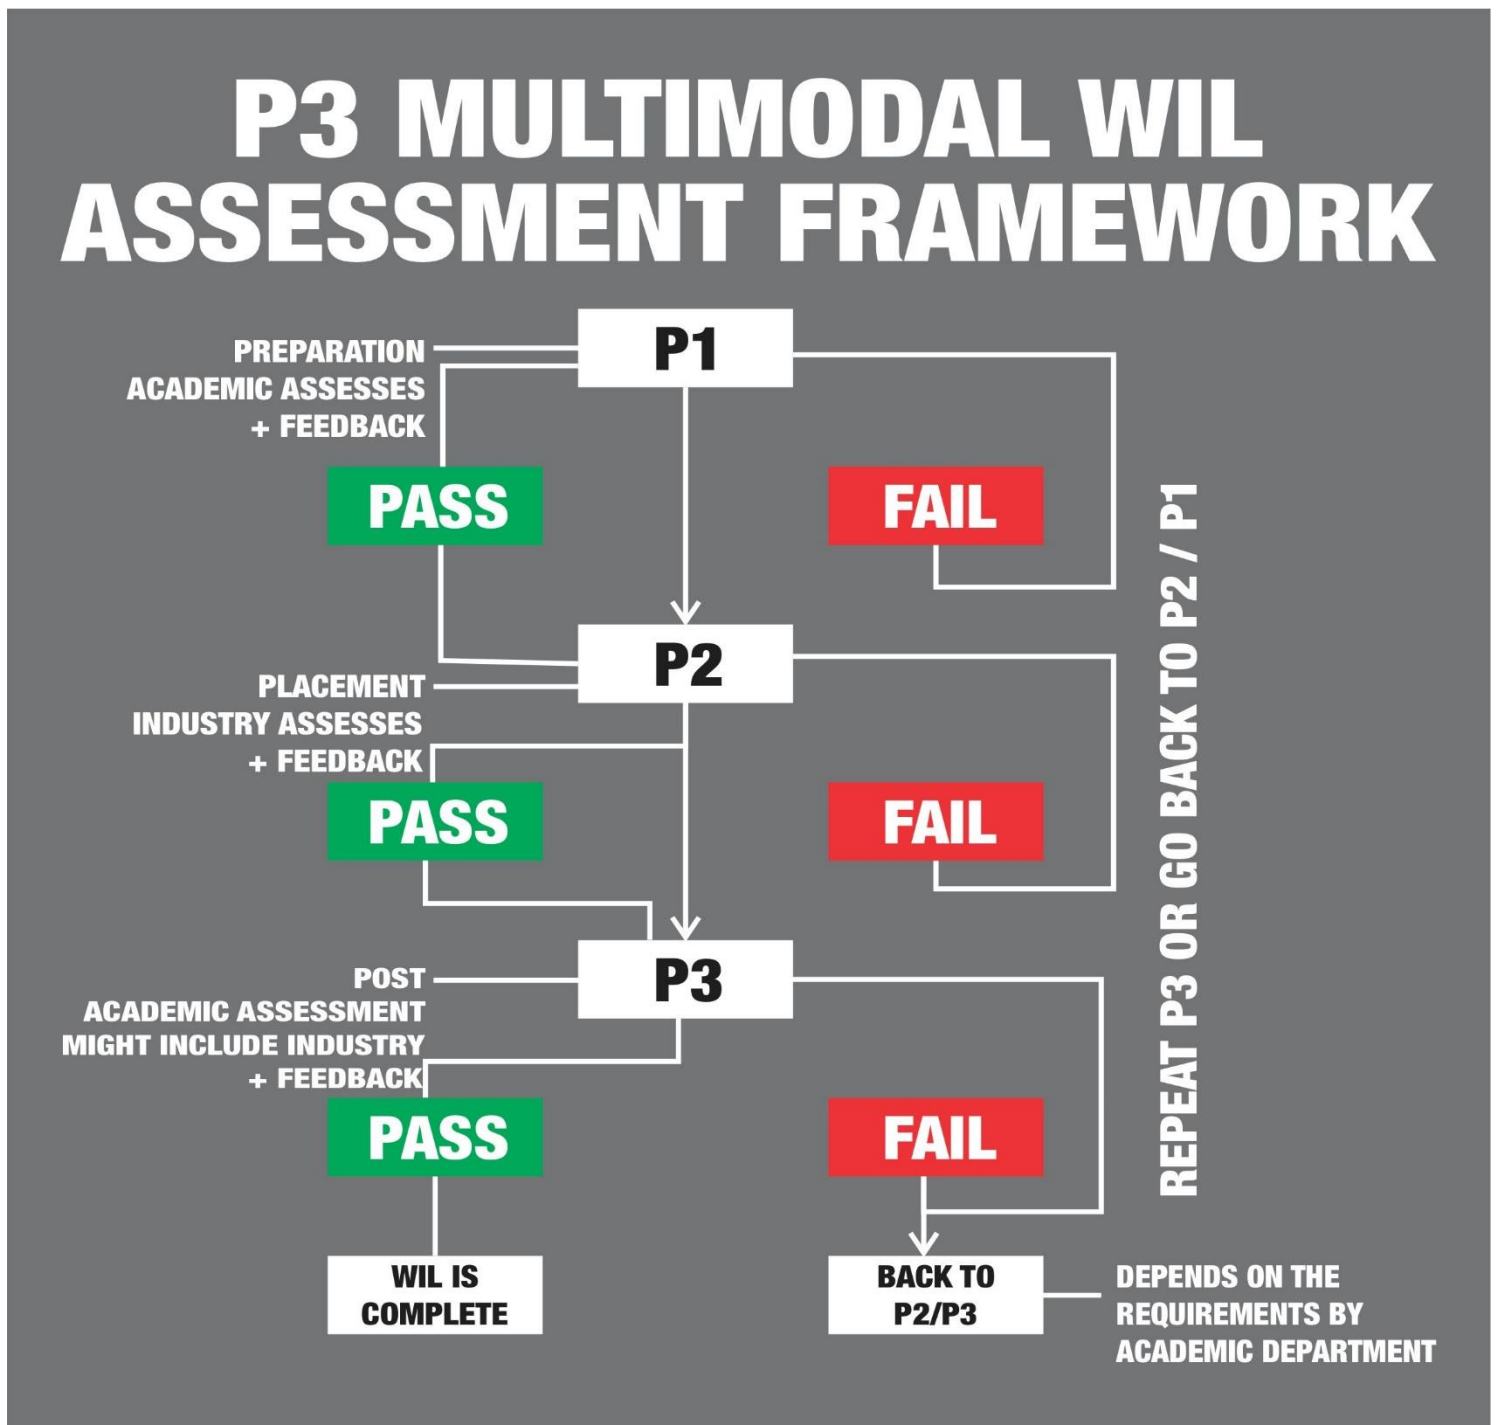 P3 MULTIMODAL WIL
ASSESSMENT FRAMEWORK
P1
PREPARATION
ACADEMIC ASSESSES
+ FEEDBACK
PASS
FAIL
P2
PLACEMENT
INDUSTRY ASSESSES
+ FEEDBACK
PASS
FAIL
P3
POST
ACADEMIC ASSESSMENT
MIGHT INCLUDE INDUSTRY
+ FEEDBACK
PASS
FAIL
WIL IS
COMPLETE
BACK TO
P2/P3
DEPENDS ON THE
REQUIREMENTS BY
ACADEMIC DEPARTMENT
REPEAT P3 OR GO BACK TO P2 / P1